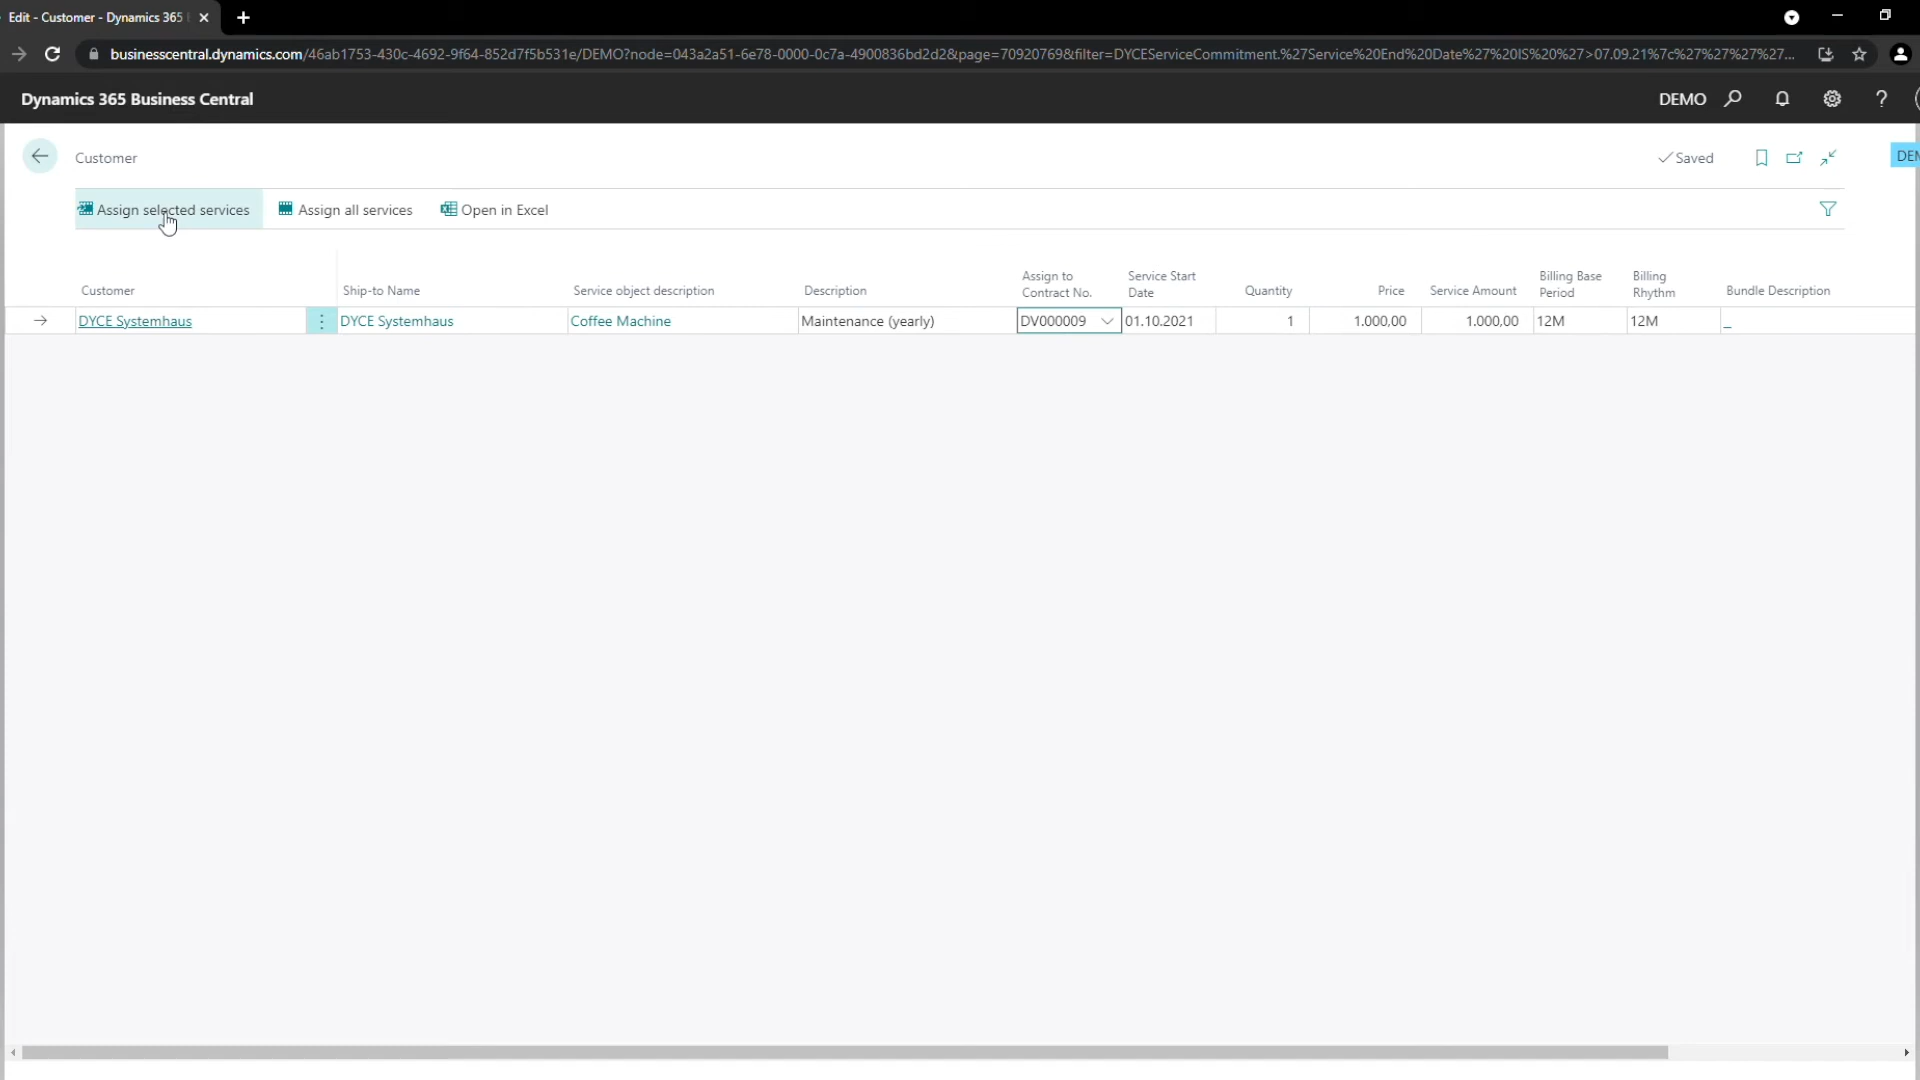 Edit - Customer - Dynamics 365
businesscentral.dynamics.com/46ab1753-430c-4692-9f64-852d7f5b531e/DEMO?node=043a2a51-6e78-0000-0c7a-4900836bd2d2&page=70920769&filter=DYCEServiceCommitment.%27Service%20End%20Date%27%20IS%20%27>07.09.21%7c%27%27%27%27...
Dynamics 365 Business Central
DEMO
Customer
Saved
DEM
Assign selected services Assign all services Open in Excel
Customer Ship-to Name Service object description Description Assign to Contract No. Service Start Date Quantity Price Service Amount Billing Base Period Billing Rhythm Bundle Description
DYCE Systemhaus DYCE Systemhaus Coffee Machine Maintenance (yearly) DV000009 01.10.2021 1 1.000,00 1.000,00 12M 12M _